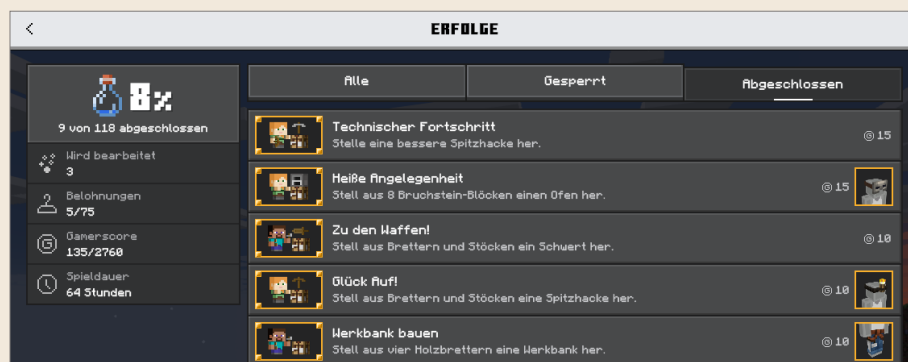 ERFOLGE
8%
9 von 118 abgeschlossen
Wird bearbeitet
3
Belohnungen
5/75
Gamerscore
135/2760
Spieldauer
64 Stunden
Alle
Gesperrt
Abgeschlossen
Technischer Fortschritt
Stelle eine bessere Spitzhacke her.
15
Heiße Angelegenheit
Stell aus 8 Bruchstein-Blöcken einen Ofen her.
15
Zu den Waffen!
Stell aus Brettern und Stöcken ein Schwert her.
10
Glück Auf!
Stell aus Brettern und Stöcken eine Spitzhacke her.
10
Werkbank bauen
Stell aus vier Holzbrettern eine Werkbank her.
10